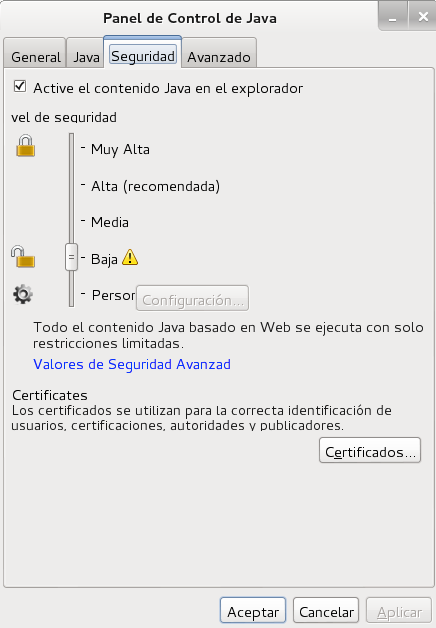 Panel de Control de Java
General
Java
Seguridad
Avanzado
Active el contenido Java en el explorador
vel de seguridad
- Muy Alta
- Alta (recomendada)
- Media
- Baja
- Person
Configuración...
Todo el contenido Java basado en Web se ejecuta con solo
restricciones limitadas.
Valores de Seguridad Avanzad
Certificates
Los certificados se utilizan para la correcta identificación de
usuarios, certificaciones, autoridades y publicadores.
Certificados...
Aceptar
Cancelar
Aplicar